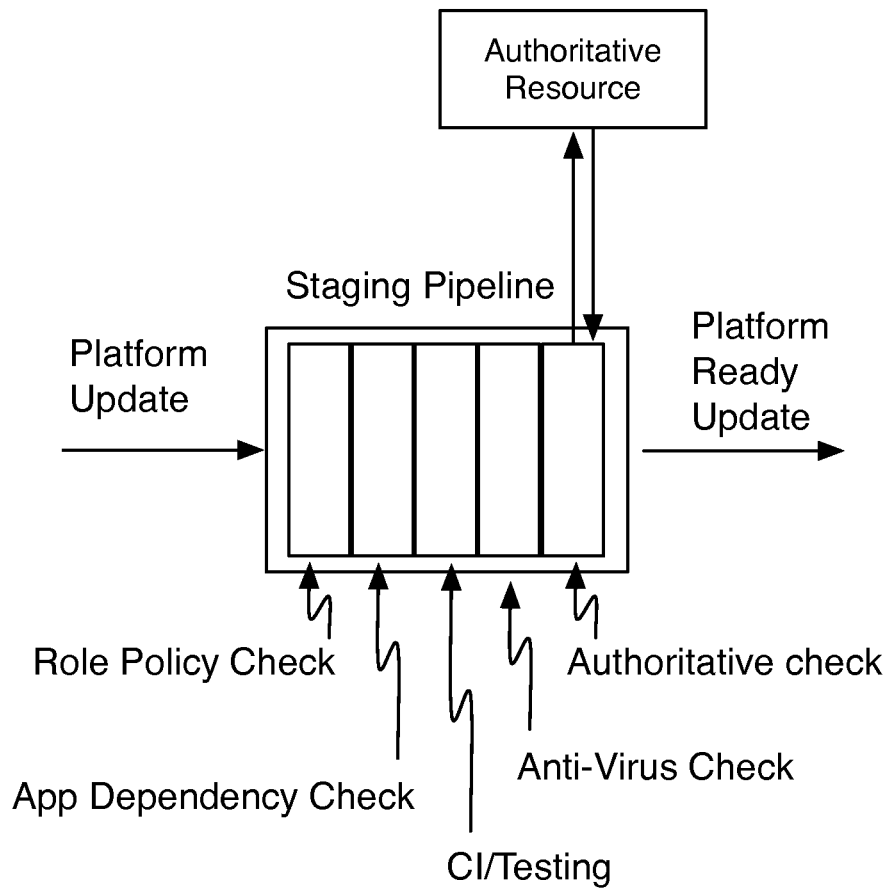 Authoritative
Resource
Staging Pipeline
Platform
Update
Platform
Ready
Update
Role Policy Check
Authoritative check
App Dependency Check
Anti-Virus Check
CI/Testing